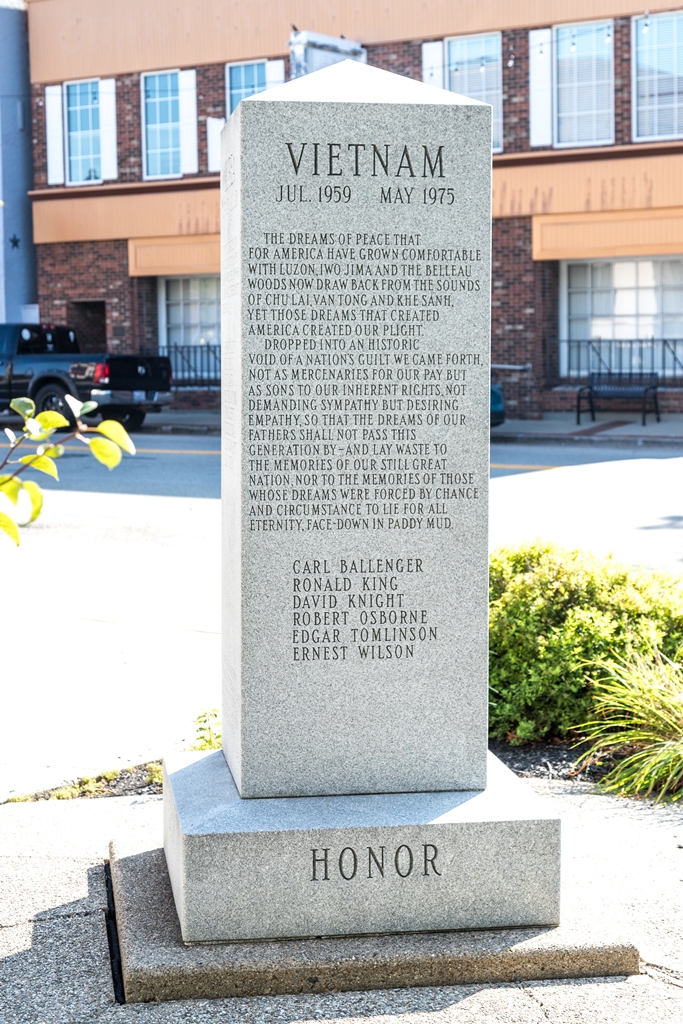 VIETNAM
JUL. 1959 MAY 1975
THE DREAMS OF PEACE THAT
FOR AMERICA HAVE GROWN COMFORTABLE
WITH LUZON, IWO JIMA AND THE BELLEAU
WOODS NOW DRAW BACK FROM THE SOUNDS
OF CHU LAI, VAN TONG AND KHE SANH,
YET THOSE DREAMS THAT CREATED
AMERICA CREATED OUR PLIGHT.
DROPPED INTO AN HISTORIC
VOID OF A NATION'S GUILT WE CAME FORTH,
NOT AS MERCENARIES FOR OUR PAY BUT
AS SONS TO OUR INHERENT RIGHTS, NOT
DEMANDING SYMPATHY BUT DESIRING
EMPATHY, SO THAT THE DREAMS OF OUR
FATHERS SHALL NOT PASS THIS
GENERATION BY—AND LAY WASTE TO
THE MEMORIES OF OUR STILL GREAT
NATION, NOR TO THE MEMORIES OF THOSE
WHOSE DREAMS WERE FORCED BY CHANCE
AND CIRCUMSTANCE TO LIE FOR ALL
ETERNITY, FACE-DOWN IN PADDY MUD.
CARL BALLENGER
RONALD KING
DAVID KNIGHT
ROBERT OSBORNE
EDGAR TOMLINSON
ERNEST WILSON
HONOR